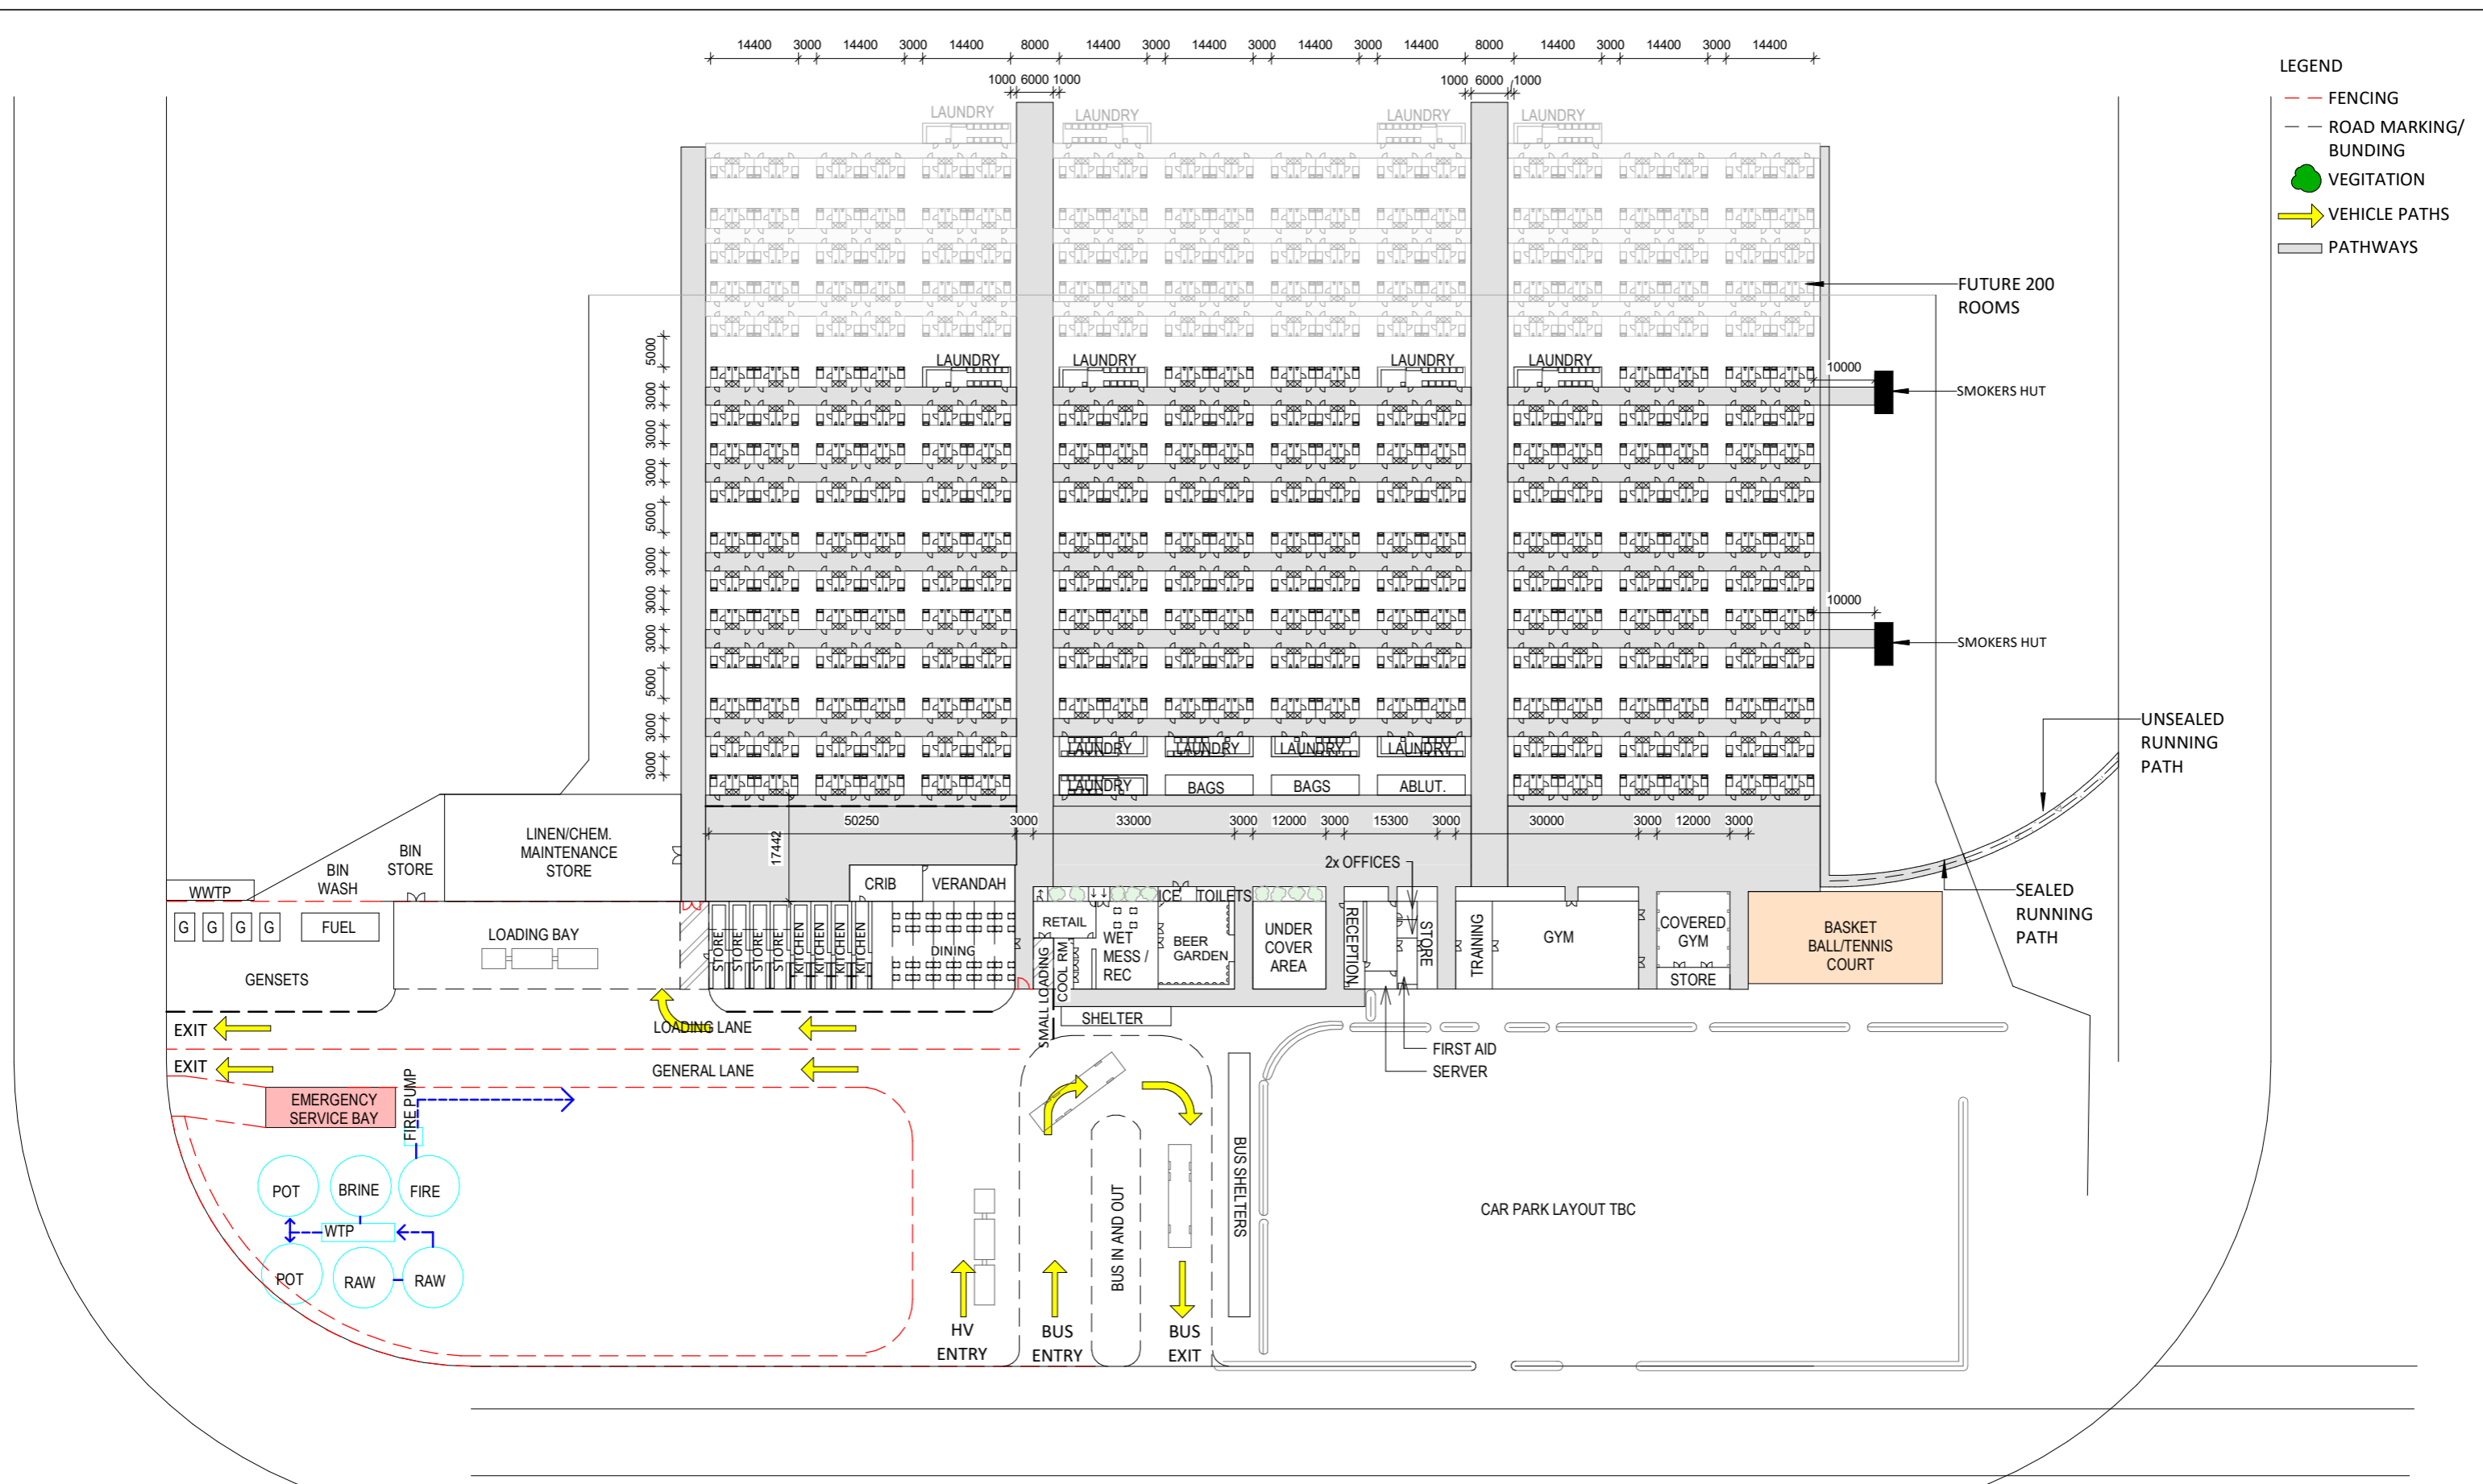 14400 3000 14400 3000 14400 8000 14400 3000 14400 3000 14400 3000 14400 8000 14400 3000 14400 3000 14400
1000 6000 1000
1000 6000 1000
LEGEND
FENCING
ROAD MARKING/
BUNDING
VEGITATION
VEHICLE PATHS
PATHWAYS
LAUNDRY
LAUNDRY
LAUNDRY
LAUNDRY
FUTURE 200
ROOMS
5000
LAUNDRY
LAUNDRY
LAUNDRY
LAUNDRY
10000
SMOKERS HUT
3000
3000
3000
5000
3000
3000
3000
10000
SMOKERS HUT
5000
3000
3000
LAUNDRY
LAUNDRY
LAUNDRY
LAUNDRY
LAUNDRY
BAGS
BAGS
ABLUT.
UNSEALED
RUNNING
PATH
50250 3000 33000 3000 12000 3000 15300 3000 30000 3000 12000 3000
17442
LINEN/CHEM.
MAINTENANCE
STORE
BIN
STORE
BIN
WASH
WWTP
CRIB
VERANDAH
2x OFFICES
ICE
TOILETS
SEALED
RUNNING
PATH
G G G G
FUEL
GENSETS
LOADING BAY
STORE
STORE
STORE
STORE
KITCHEN
KITCHEN
KITCHEN
KITCHEN
DINING
RETAIL
SMALL LOADING
COOL RM
WET
MESS /
REC
BEER
GARDEN
UNDER
COVER
AREA
RECEPTION
STORE
TRAINING
GYM
COVERED
GYM
STORE
BASKET
BALL/TENNIS
COURT
SHELTER
EXIT
LOADING LANE
EXIT
GENERAL LANE
FIRST AID
SERVER
EMERGENCY
SERVICE BAY
FIRE PUMP
POT
BRINE
FIRE
WTP
POT
RAW
RAW
BUS IN AND OUT
BUS SHELTERS
CAR PARK LAYOUT TBC
HV
ENTRY
BUS
ENTRY
BUS
EXIT